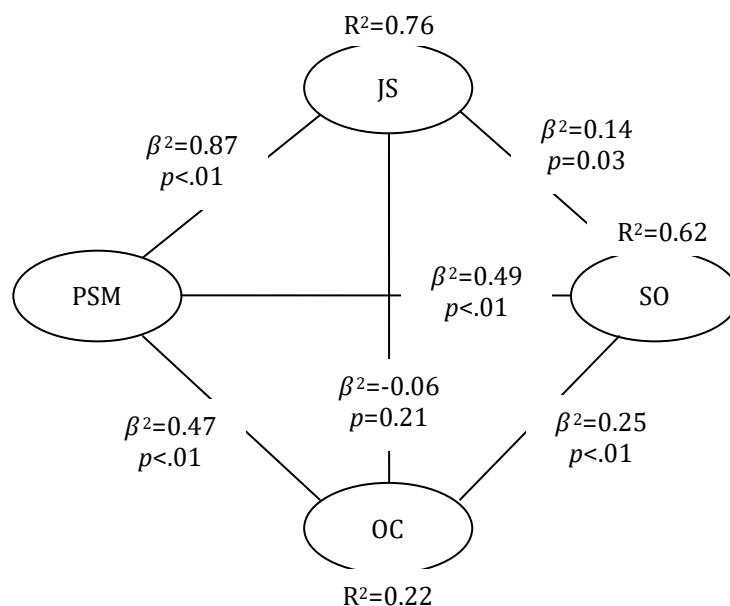 R²=0.76
JS
β²=0.87
p<.01
β²=0.14
p=0.03
R²=0.62
PSM
β²=0.49
p<.01
SO
β²=-0.06
p=0.21
β²=0.47
p<.01
β²=0.25
p<.01
OC
R²=0.22